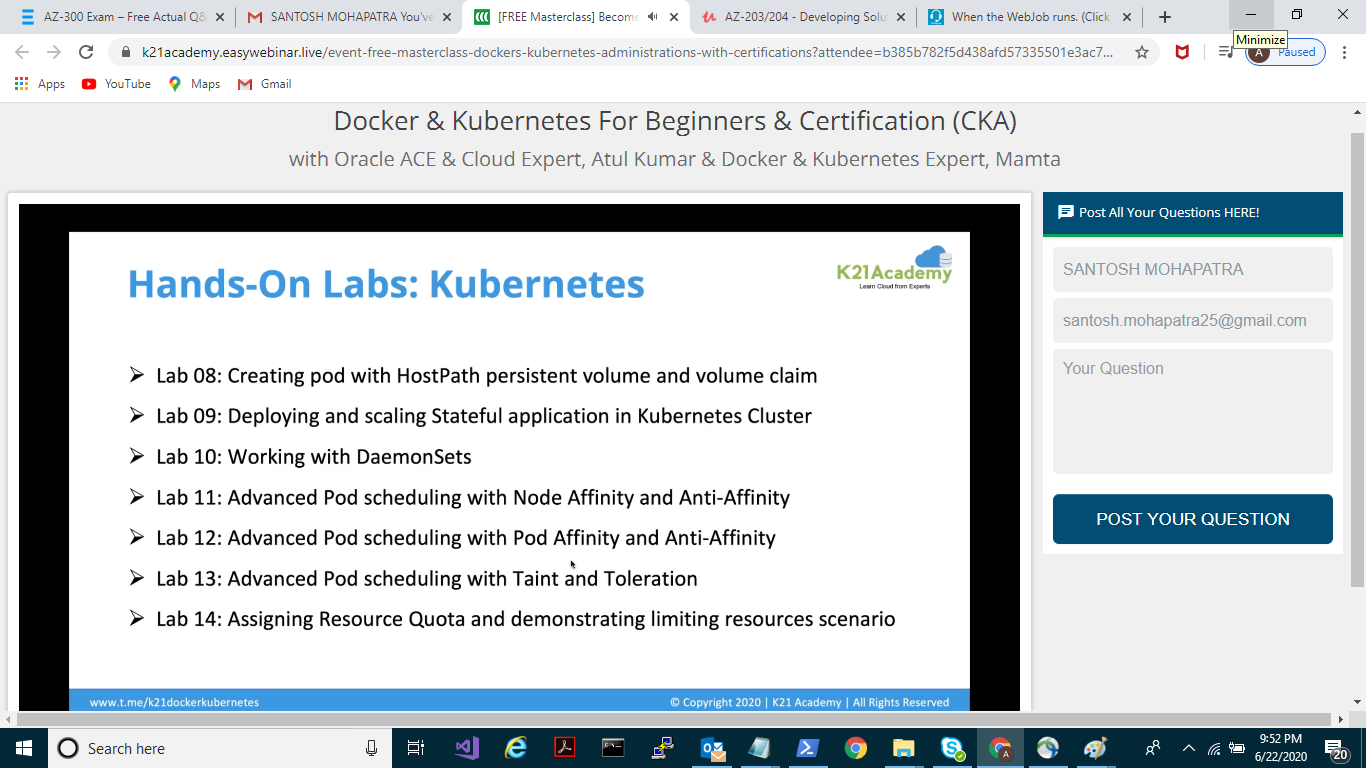 AZ-300 Exam – Free Actual Q&
SANTOSH MOHAPATRA You've
[FREE Masterclass] Become
AZ-203/204 - Developing Solu
When the WebJob runs. (Click
Minimize
k21academy.easywebinar.live/event-free-masterclass-dockers-kubernetes-administrations-with-certifications?attendee=b385b782f5d438afd57335501e3ac7...
A
Paused
Apps
YouTube
Maps
Gmail
Docker & Kubernetes For Beginners & Certification (CKA)
with Oracle ACE & Cloud Expert, Atul Kumar & Docker & Kubernetes Expert, Mamta
Hands-On Labs: Kubernetes
K21Academy
Learn Cloud from Experts
➢ Lab 08: Creating pod with HostPath persistent volume and volume claim
➢ Lab 09: Deploying and scaling Stateful application in Kubernetes Cluster
➢ Lab 10: Working with DaemonSets
➢ Lab 11: Advanced Pod scheduling with Node Affinity and Anti-Affinity
➢ Lab 12: Advanced Pod scheduling with Pod Affinity and Anti-Affinity
➢ Lab 13: Advanced Pod scheduling with Taint and Toleration
➢ Lab 14: Assigning Resource Quota and demonstrating limiting resources scenario
www.t.me/k21dockerkubernetes
© Copyright 2020 | K21 Academy | All Rights Reserved
Post All Your Questions HERE!
SANTOSH MOHAPATRA
santosh.mohapatra25@gmail.com
Your Question
POST YOUR QUESTION
Search here
9:52 PM
6/22/2020
20